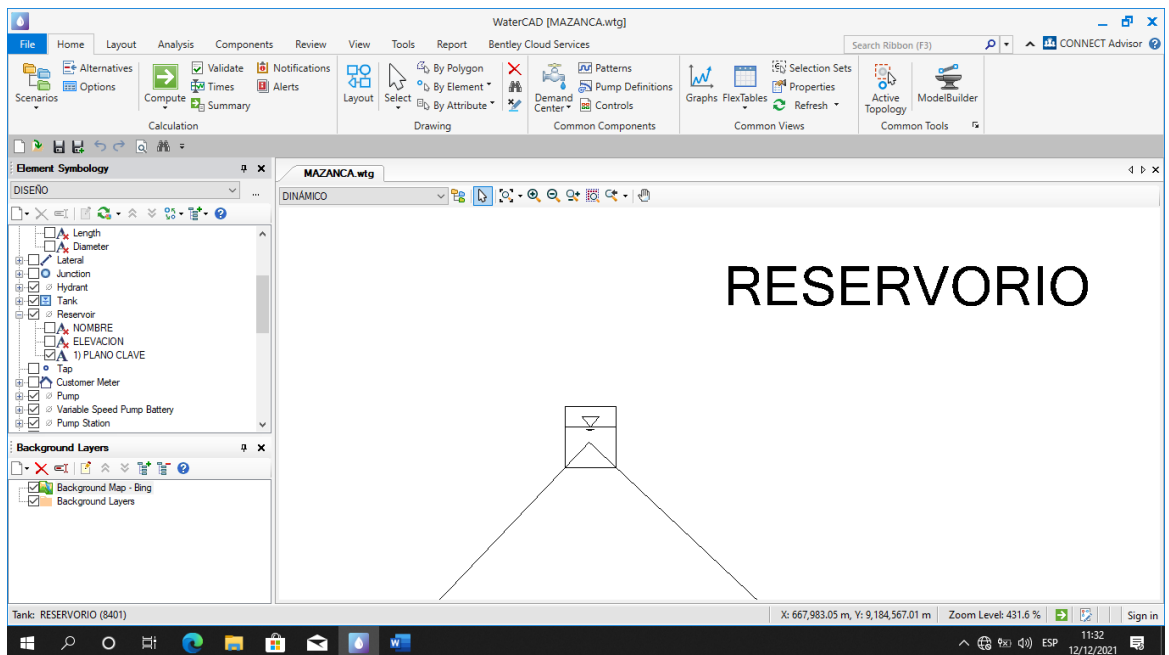 WaterCAD [MAZANCA.wtg]
File Home Layout Analysis Components Review View Tools Report Bentley Cloud Services Search Ribbon (F3) CONNECT Advisor
Scenarios
Alternatives
Options
Compute
Validate
Times
Summary
Notifications
Alerts
Calculation
Layout
Select
By Polygon
By Element
By Attribute
Drawing
Demand Center
Patterns
Pump Definitions
Controls
Common Components
Graphs
FlexTables
Selection Sets
Properties
Refresh
Common Views
Active Topology
ModelBuilder
Common Tools
Element Symbology
DISEÑO
...
Length
Diameter
Lateral
Junction
Hydrant
Tank
Reservoir
NOMBRE
ELEVACION
1) PLANO CLAVE
Tap
Customer Meter
Pump
Variable Speed Pump Battery
Pump Station
Background Layers
Background Map - Bing
Background Layers
MAZANCA.wtg
DINÁMICO
RESERVORIO
Tank: RESERVORIO (8401)
X: 667,983.05 m, Y: 9,184,567.01 m
Zoom Level: 431.6 %
Sign in
ESP
11:32
12/12/2021